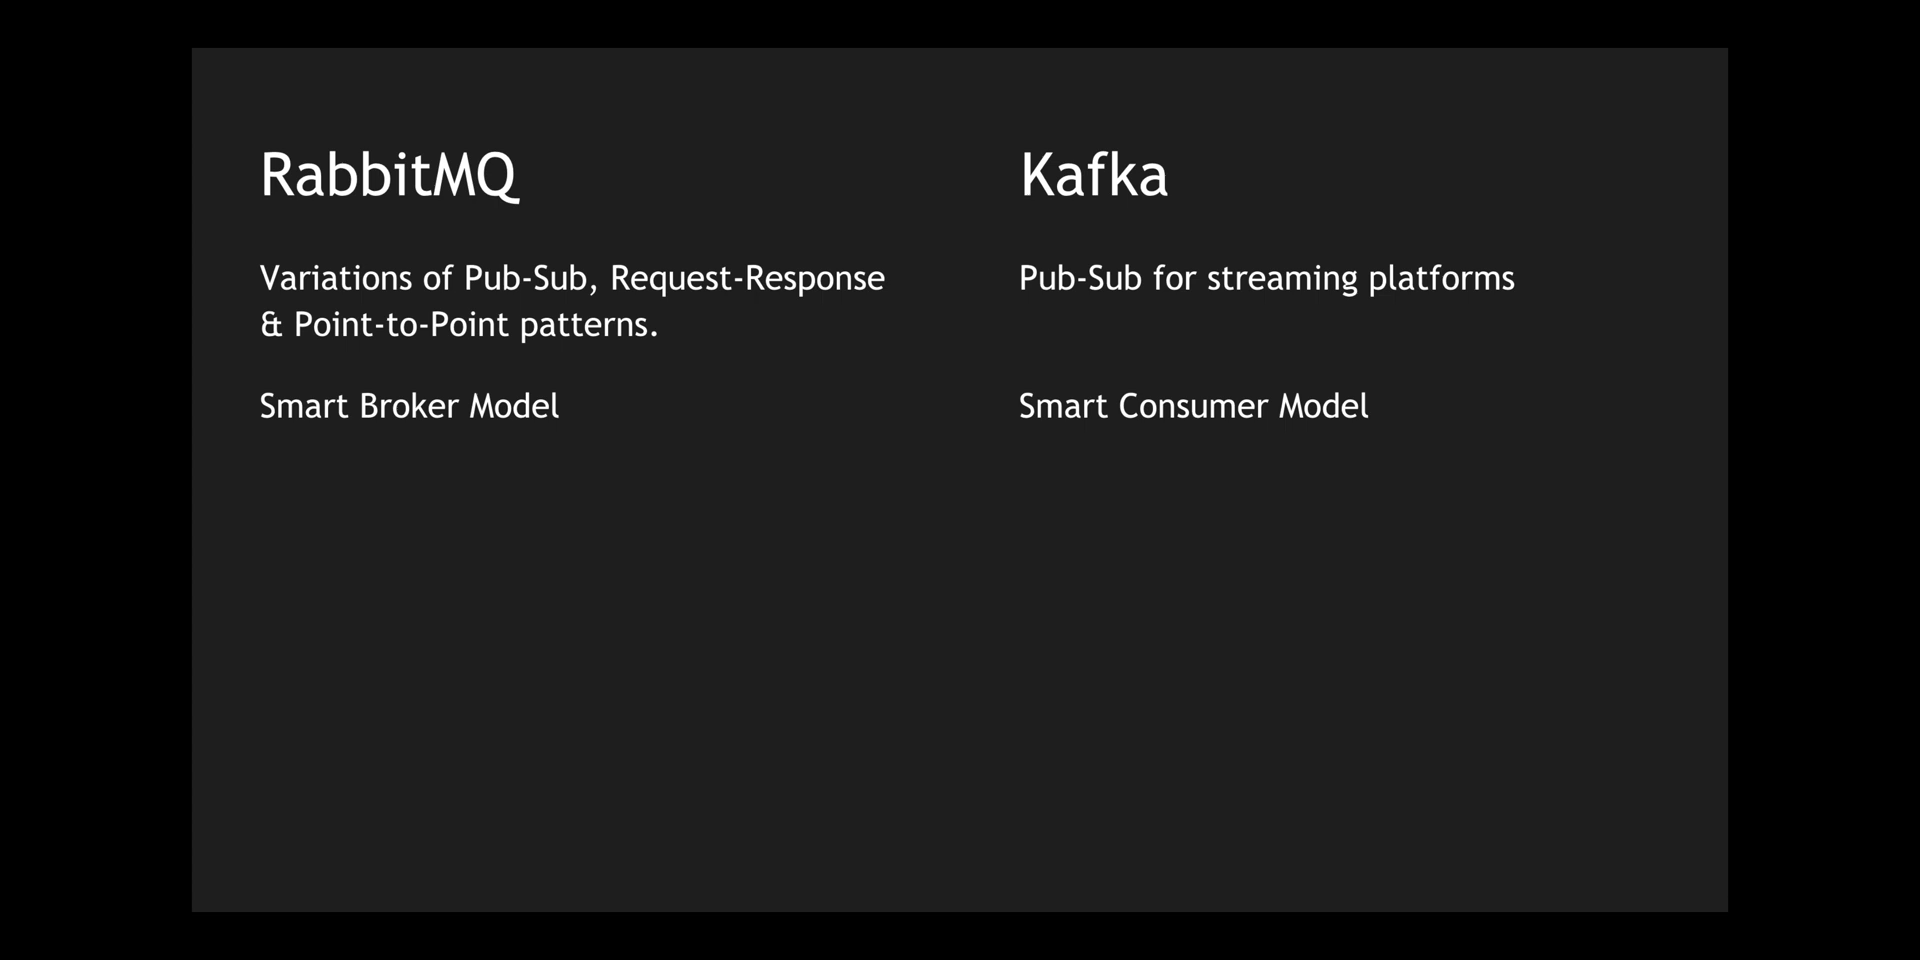 RabbitMQ
Variations of Pub-Sub, Request-Response
& Point-to-Point patterns.
Smart Broker Model
Kafka
Pub-Sub for streaming platforms
Smart Consumer Model